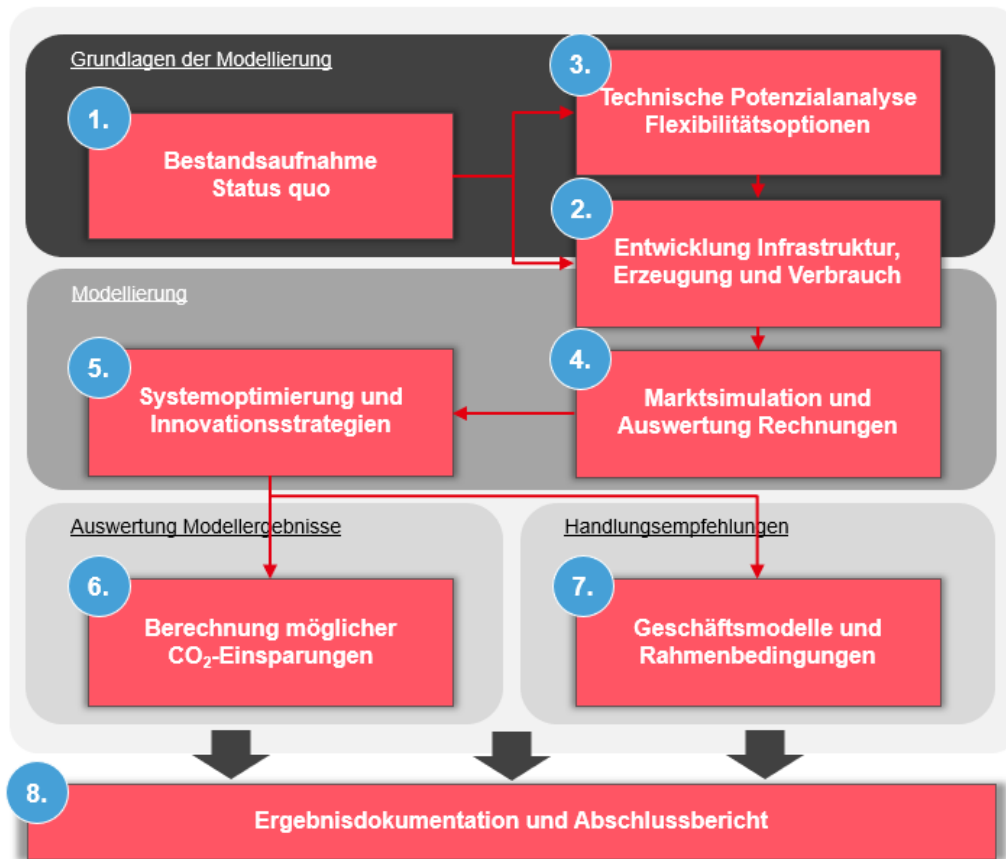 Grundlagen der Modellierung
1.
Bestandsaufnahme
Status quo
3.
Technische Potenzialanalyse
Flexibilitätsoptionen
2.
Entwicklung Infrastruktur,
Erzeugung und Verbrauch
Modellierung
5.
Systemoptimierung und
Innovationsstrategien
4.
Marktsimulation und
Auswertung Rechnungen
Auswertung Modellergebnisse
6.
Berechnung möglicher
CO₂-Einsparungen
Handlungsempfehlungen
7.
Geschäftsmodelle und
Rahmenbedingungen
8.
Ergebnisdokumentation und Abschlussbericht